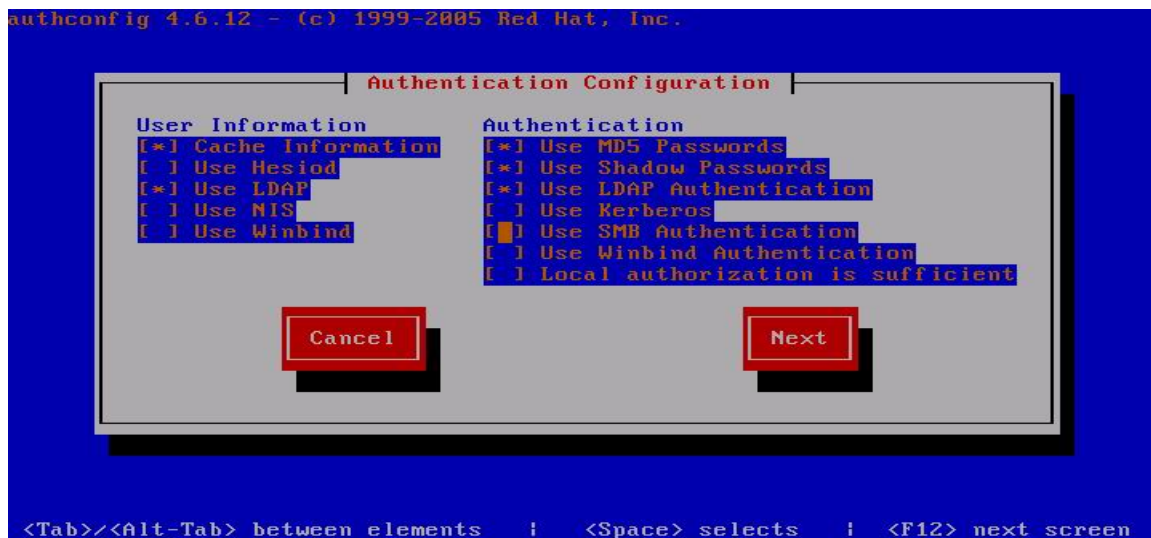 authconfig 4.6.12 - (c) 1999-2005 Red Hat, Inc.
Authentication Configuration
User Information
[*] Cache Information
[ ] Use Hesiod
[*] Use LDAP
[ ] Use NIS
[ ] Use Winbind
Authentication
[*] Use MD5 Passwords
[*] Use Shadow Passwords
[*] Use LDAP Authentication
[ ] Use Kerberos
[ ] Use SMB Authentication
[ ] Use Winbind Authentication
[ ] Local authorization is sufficient
Cancel
Next
<Tab>/<Alt-Tab> between elements | <Space> selects | <F12> next screen